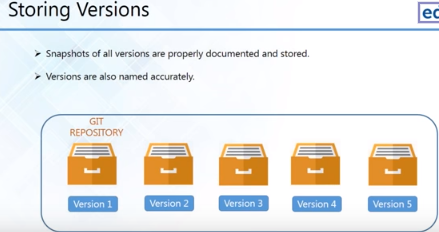 Storing Versions
➤ Snapshots of all versions are properly documented and stored.
➤ Versions are also named accurately.
GIT
REPOSITORY
Version 1 Version 2 Version 3 Version 4 Version 5